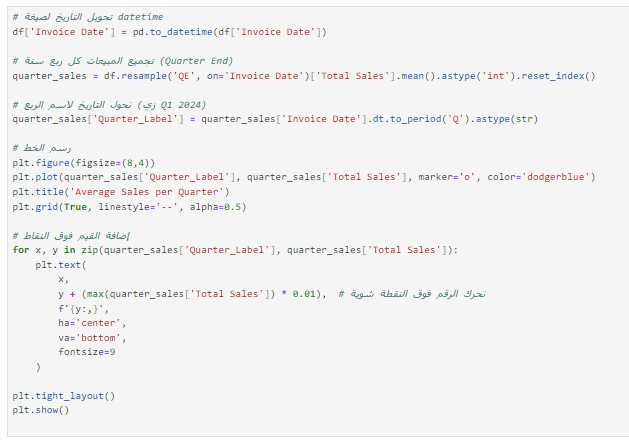 # تحويل التاريخ لصيغة datetime
df['Invoice Date'] = pd.to_datetime(df['Invoice Date'])
# تجميع المبيعات كل ربع سنة (Quarter End)
quarter_sales = df.resample('QE', on='Invoice Date')['Total Sales'].mean().astype('int').reset_index()
# نحول التاريخ لاسم الربع (زي Q1 2024)
quarter_sales['Quarter_Label'] = quarter_sales['Invoice Date'].dt.to_period('Q').astype(str)
# رسم الخط
plt.figure(figsize=(8,4))
plt.plot(quarter_sales['Quarter_Label'], quarter_sales['Total Sales'], marker='o', color='dodgerblue')
plt.title('Average Sales per Quarter')
plt.grid(True, linestyle='--', alpha=0.5)
# إضافة القيم فوق النقاط
for x, y in zip(quarter_sales['Quarter_Label'], quarter_sales['Total Sales']):
    plt.text(
        x,
        y + (max(quarter_sales['Total Sales']) * 0.01),  # نحرك الرقم فوق النقطة شوية
        f'{y:,}',
        ha='center',
        va='bottom',
        fontsize=9
    )
plt.tight_layout()
plt.show()